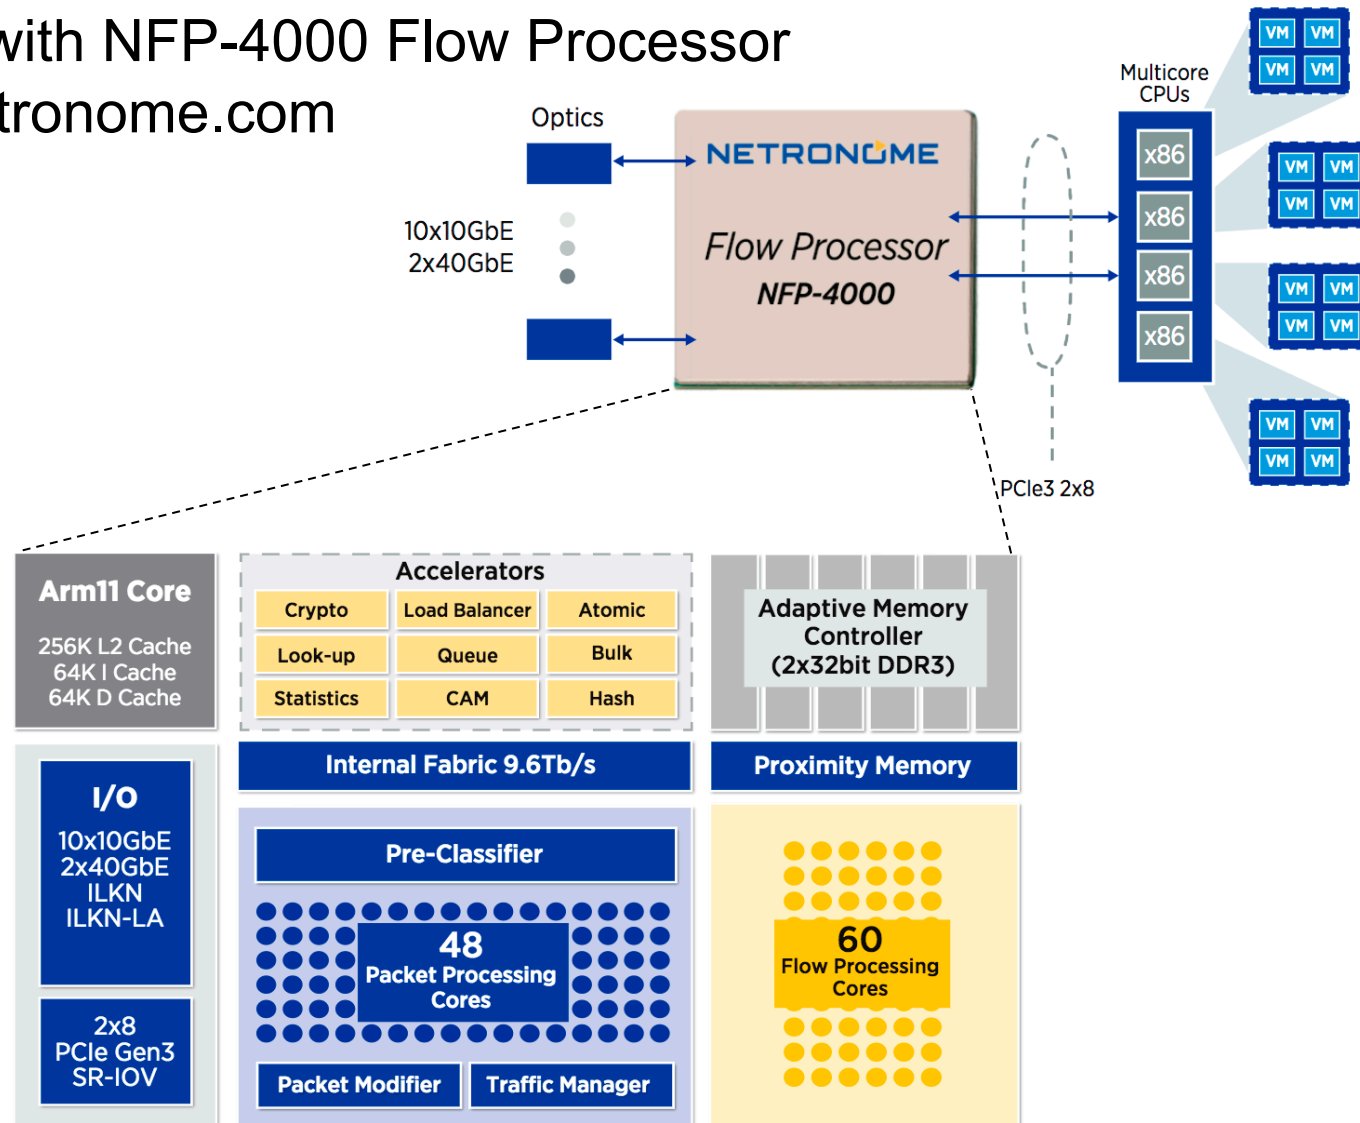 with NFP-4000 Flow Processor
tronome.com
Optics
10x10GbE
2x40GbE
NETRONOME
Flow Processor
NFP-4000
Multicore
CPUs
x86
x86
x86
x86
VM VM
VM VM
VM VM
VM VM
VM VM
VM VM
VM VM
VM VM
PCIe3 2x8
Arm11 Core
256K L2 Cache
64K I Cache
64K D Cache
Accelerators
Crypto Load Balancer Atomic
Look-up Queue Bulk
Statistics CAM Hash
Adaptive Memory
Controller
(2x32bit DDR3)
Internal Fabric 9.6Tb/s
Proximity Memory
I/O
10x10GbE
2x40GbE
ILKN
ILKN-LA
2x8
PCIe Gen3
SR-IOV
Pre-Classifier
48
Packet Processing
Cores
Packet Modifier
Traffic Manager
60
Flow Processing
Cores